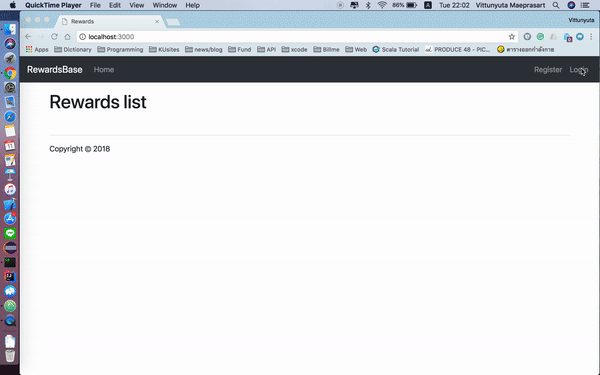 QuickTime Player File Edit View Window Help 86% A Tue 22:02 Vittunyuta Maeprasart
Rewards Vittunyuta
localhost:3000
Apps Dictionary Programming KUsites news/blog Fund API xcode Billme Web Scala Tutorial PRODUCE 48 - PIC... ตารางออกกำลังกาย
RewardsBase Home Register Login
Rewards list
Copyright © 2018